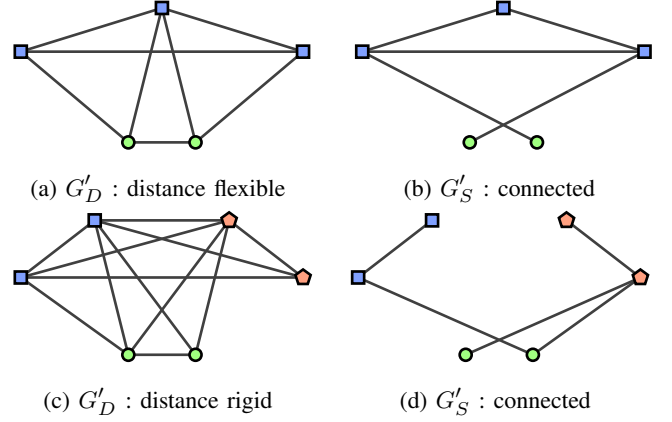 (a) G′_D : distance flexible
(b) G′_S : connected
(c) G′_D : distance rigid
(d) G′_S : connected